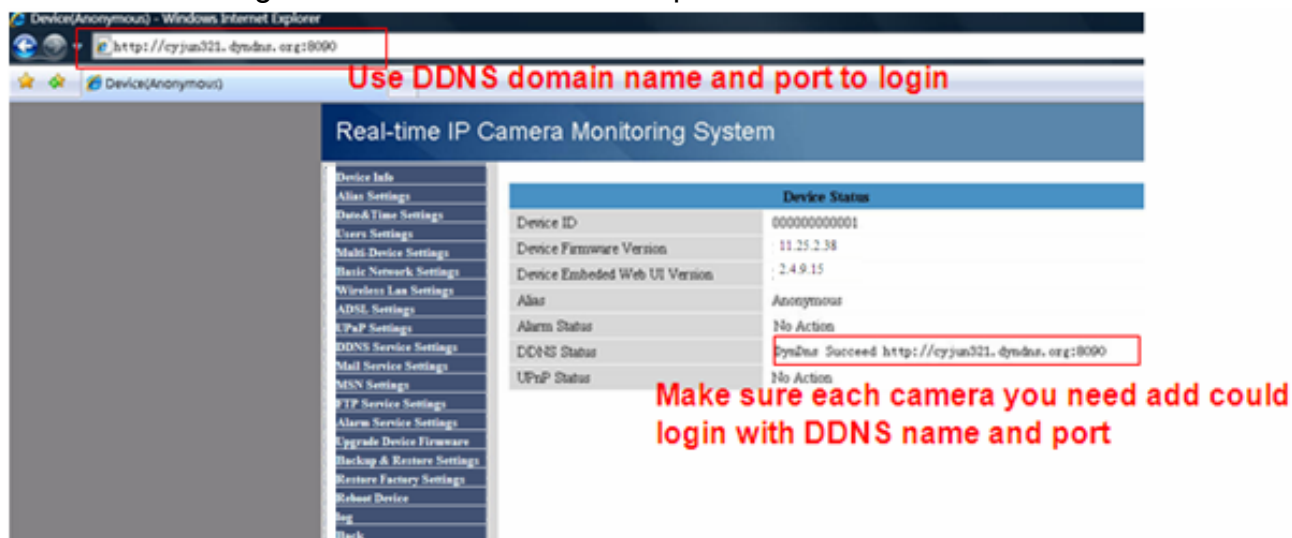 Device(Anonymous) - Windows Internet Explorer
http://cyjun321.dyndns.org:8090
Device(Anonymous)
Use DDNS domain name and port to login
Real-time IP Camera Monitoring System
Device Info
Alias Settings
Date&Time Settings
Users Settings
Multi-Device Settings
Basic Network Settings
Wireless Lan Settings
ADSL Settings
UPnP Settings
DDNS Service Settings
Mail Service Settings
MSN Settings
FTP Service Settings
Alarm Service Settings
Upgrade Device Firmware
Backup & Restore Settings
Restore Factory Settings
Reboot Device
log
Back
Device Status
Device ID 000000000001
Device Firmware Version 11.25.2.38
Device Embeded Web UI Version 2.4.9.15
Alias Anonymous
Alarm Status No Action
DDNS Status DynDns Succeed http://cyjun321.dyndns.org:8090
UPnP Status No Action
Make sure each camera you need add could
login with DDNS name and port